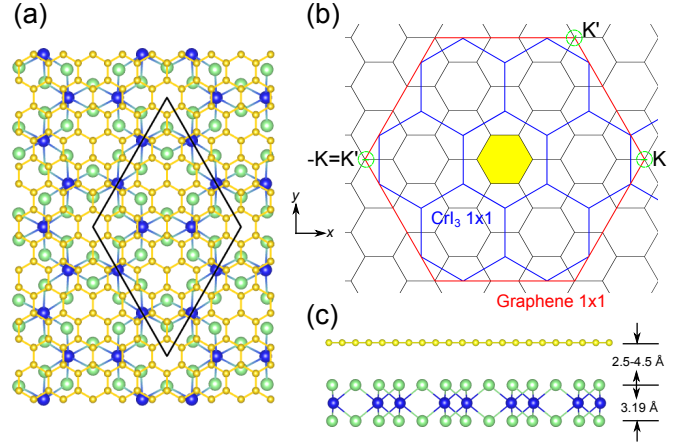 (a)
(b)
K'
-K=K'
K
y
x
CrI₃ 1x1
Graphene 1x1
(c)
2.5-4.5 Å
3.19 Å